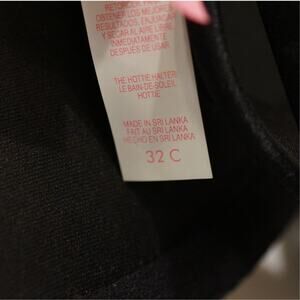 OBTENER LOS MEJORES
RESULTADOS, ENJUAGAR
Y SECAR AL AIRE LIBRE
INMEDIATAMENTE
DESPUÉS DE USAR
THE HOTTIE HALTER
LE BAIN-DE-SOLEIL
HOTTIE
MADE IN SRI LANKA
FAIT AU SRI LANKA
HECHO EN SRI LANKA
32 C